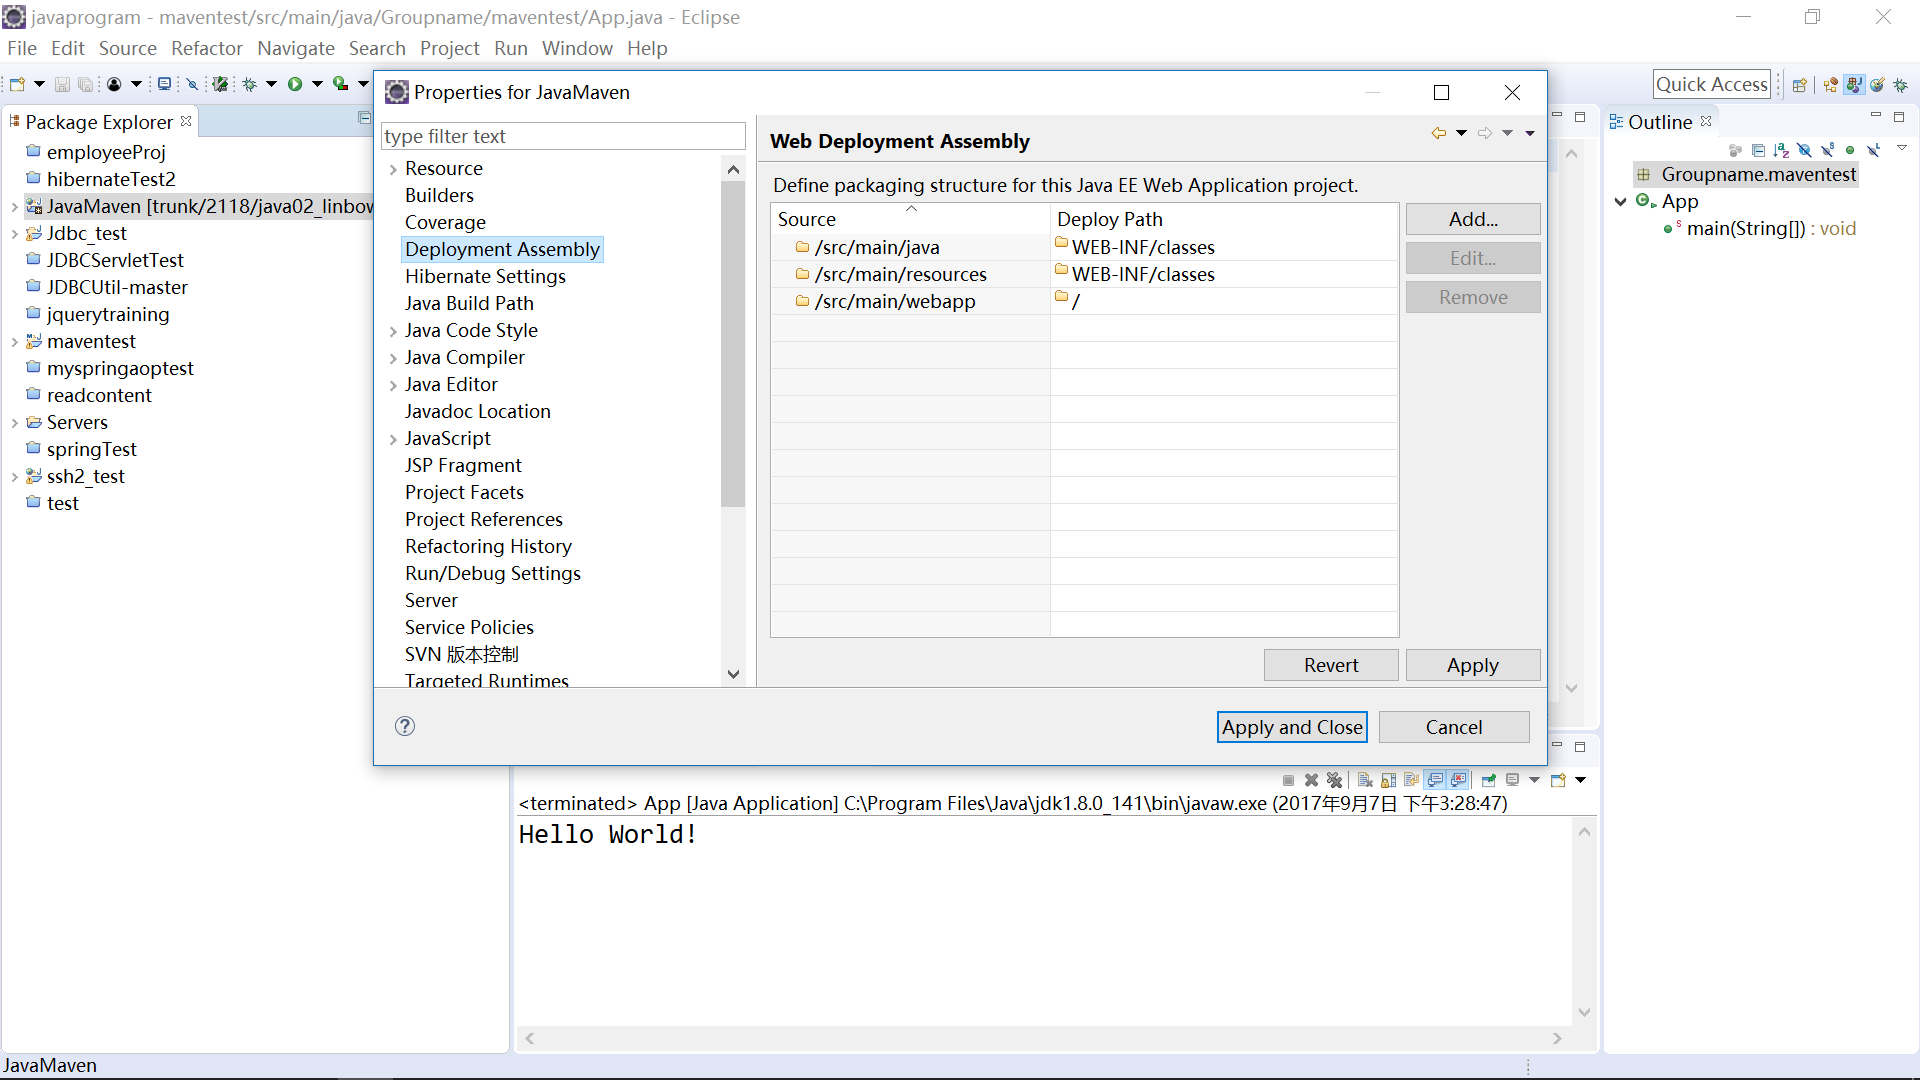 javaprogram - maventest/src/main/java/Groupname/maventest/App.java - Eclipse
File Edit Source Refactor Navigate Search Project Run Window Help
Quick Access
Package Explorer
employeeProj
hibernateTest2
JavaMaven [trunk/2118/java02_linbow
Jdbc_test
JDBCServletTest
JDBCUtil-master
jquerytraining
maventest
myspringaoptest
readcontent
Servers
springTest
ssh2_test
test
Properties for JavaMaven
type filter text
Resource
Builders
Coverage
Deployment Assembly
Hibernate Settings
Java Build Path
Java Code Style
Java Compiler
Java Editor
Javadoc Location
JavaScript
JSP Fragment
Project Facets
Project References
Refactoring History
Run/Debug Settings
Server
Service Policies
SVN 版本控制
Targeted Runtimes
Web Deployment Assembly
Define packaging structure for this Java EE Web Application project.
Source Deploy Path
/src/main/java WEB-INF/classes
/src/main/resources WEB-INF/classes
/src/main/webapp /
Add...
Edit...
Remove
Revert Apply
Apply and Close Cancel
Outline
Groupname.maventest
App
main(String[]) : void
<terminated> App [Java Application] C:\Program Files\Java\jdk1.8.0_141\bin\javaw.exe (2017年9月7日 下午3:28:47)
Hello World!
JavaMaven